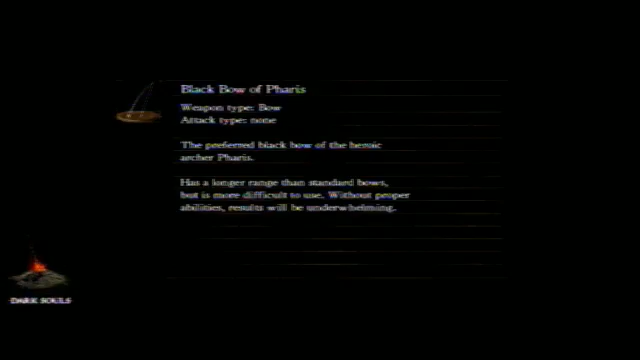 Black Bow of Pharis
Weapon type: Bow
Attack type: none
The preferred black bow of the heroic
archer Pharis.
Has a longer range than standard bows,
but is more difficult to use. Without proper
abilities, results will be underwhelming.
DARK SOULS